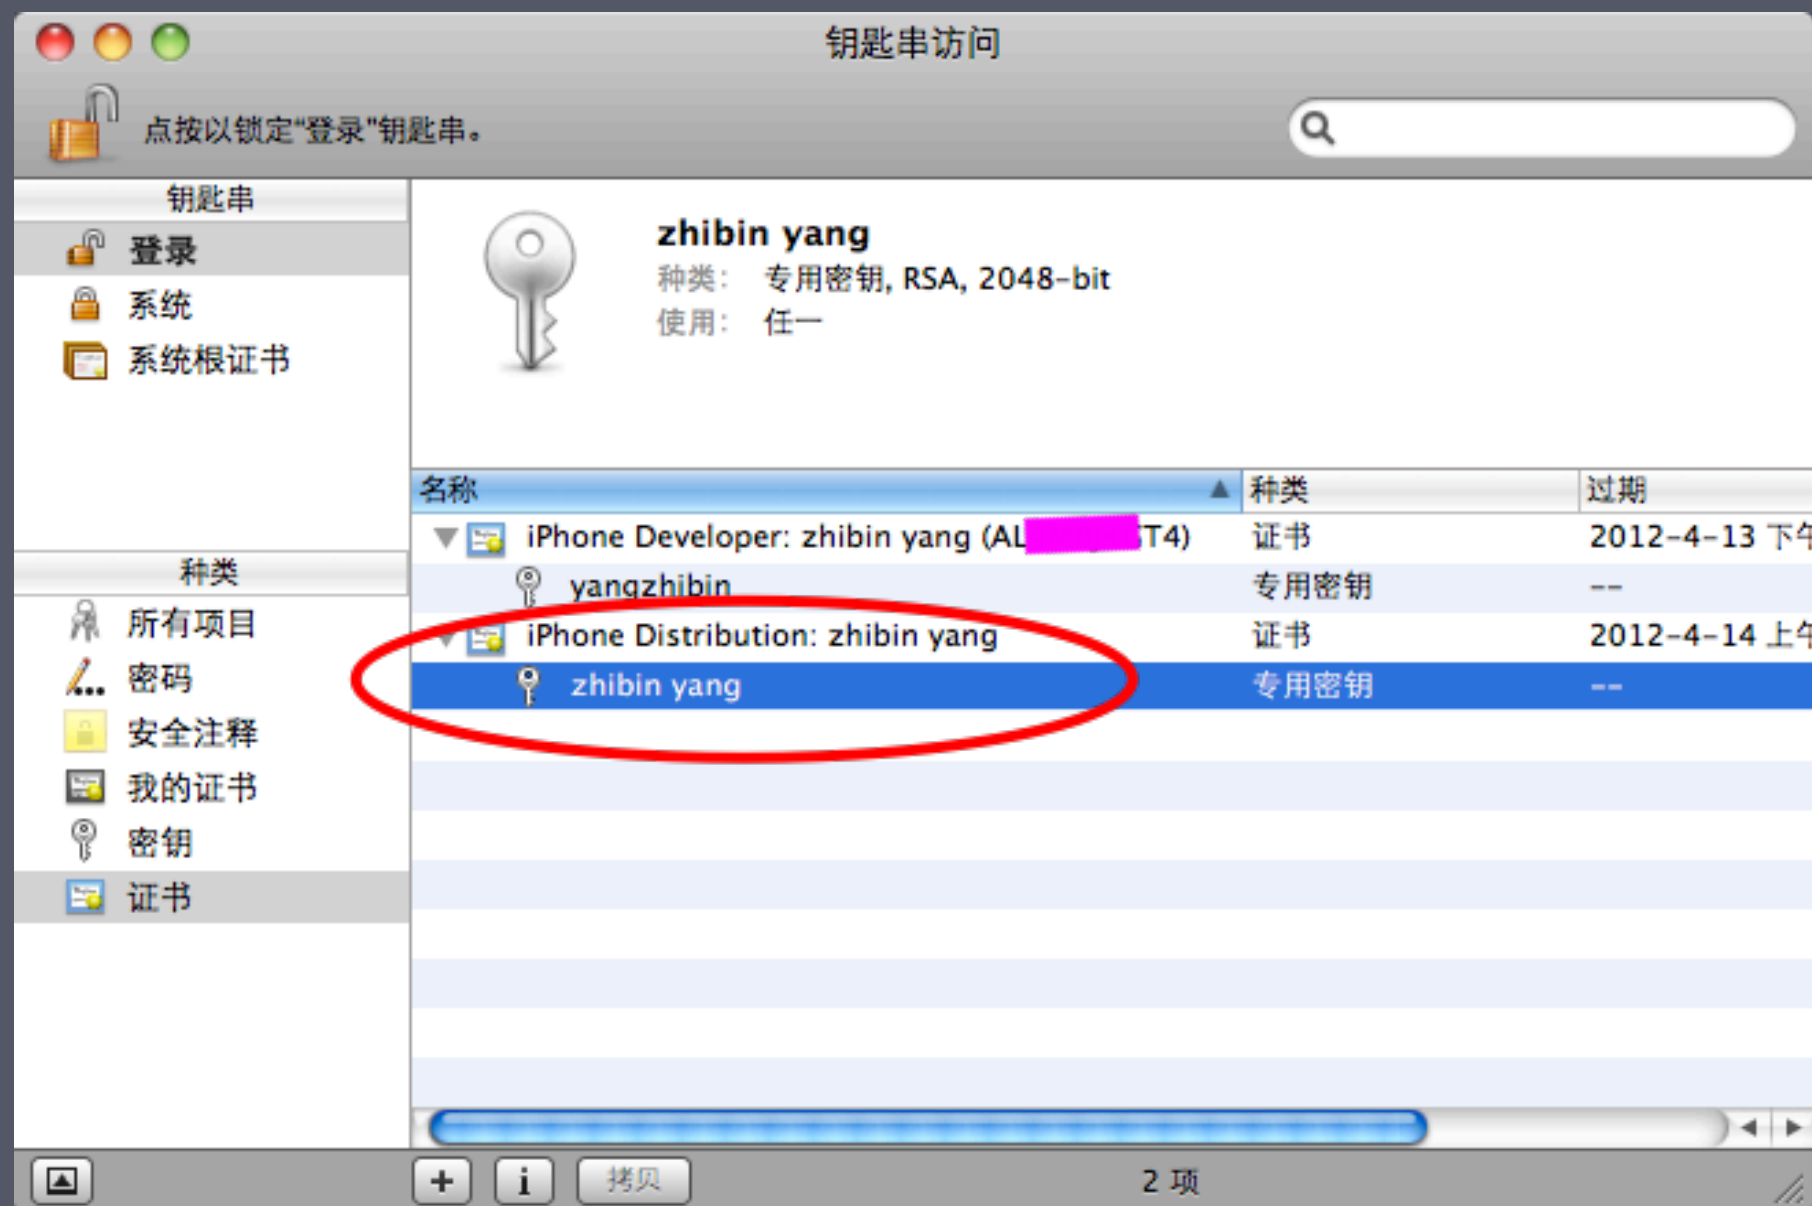 钥匙串访问
点按以锁定“登录”钥匙串。
钥匙串
登录
系统
系统根证书
zhibin yang
种类: 专用密钥, RSA, 2048-bit
使用: 任一
名称 种类 过期
iPhone Developer: zhibin yang (AL T4) 证书 2012-4-13 下午
yangzhibin 专用密钥 --
iPhone Distribution: zhibin yang 证书 2012-4-14 上午
zhibin yang 专用密钥 --
种类
所有项目
密码
安全注释
我的证书
密钥
证书
拷贝
2 项